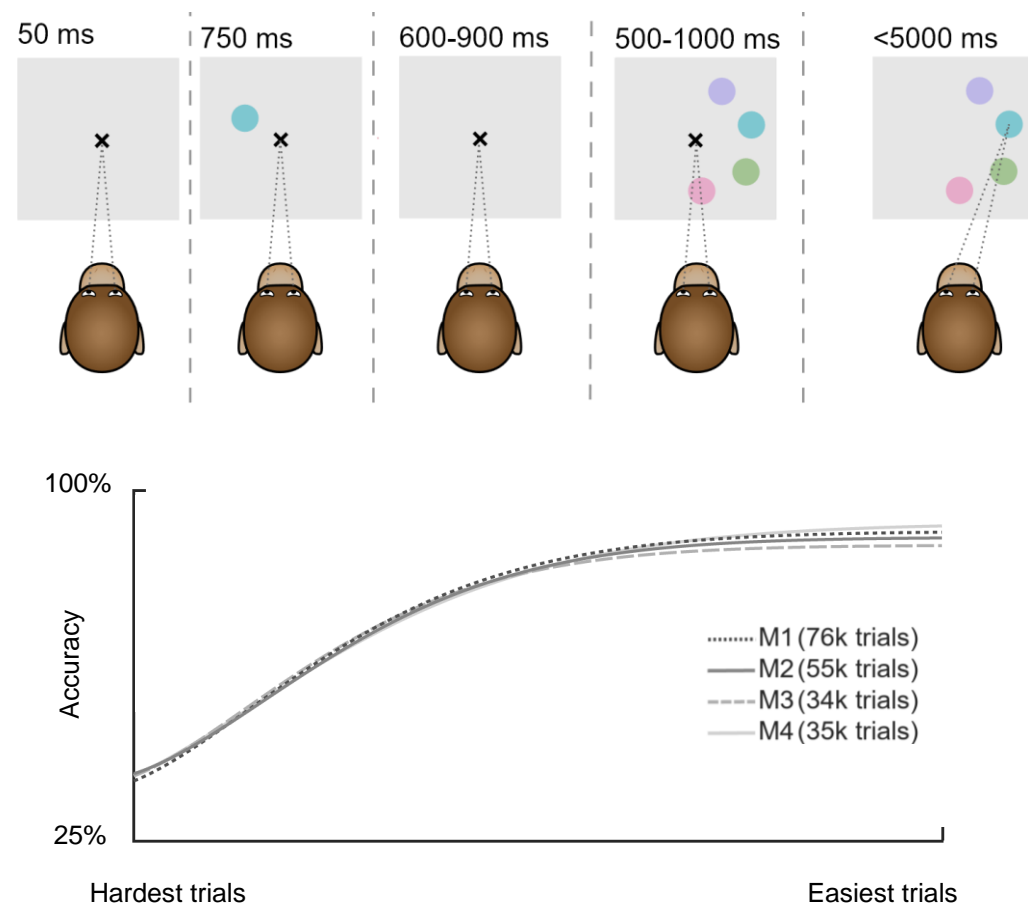 50 ms
750 ms
600-900 ms
500-1000 ms
<5000 ms
100%
Accuracy
25%
M1 (76k trials)
M2 (55k trials)
M3 (34k trials)
M4 (35k trials)
Hardest trials
Easiest trials